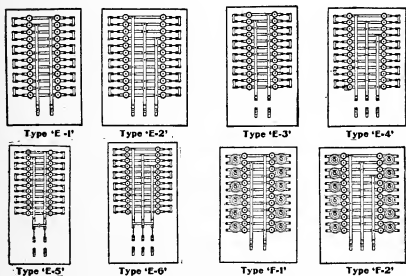 Type 'E -1'
Type 'E-2'
Type 'E-3'
Type 'E-4'
Type 'E-5'
Type 'E-6'
Type 'F-1'
Type 'F-2'